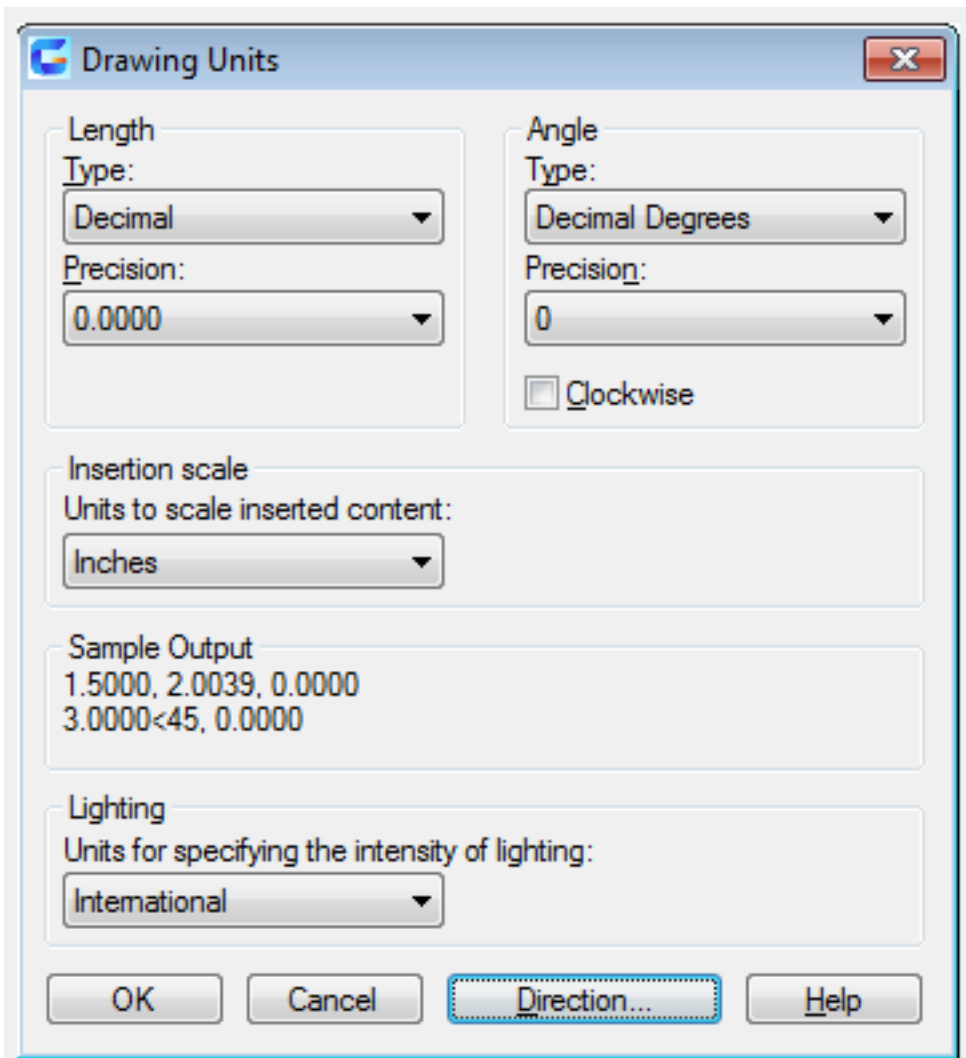 Drawing Units
Length
Type:
Decimal
Precision:
0.0000
Angle
Type:
Decimal Degrees
Precision:
0
Clockwise
Insertion scale
Units to scale inserted content:
Inches
Sample Output
1.5000, 2.0039, 0.0000
3.0000<45, 0.0000
Lighting
Units for specifying the intensity of lighting:
International
OK
Cancel
Direction...
Help